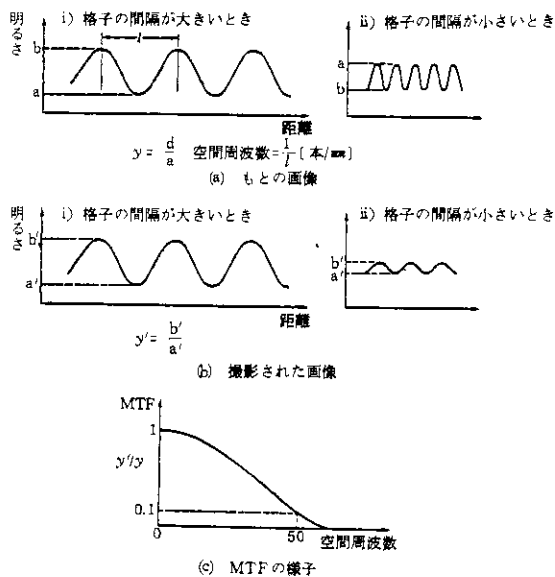 i) 格子の間隔が大きいとき
ii) 格子の間隔が小さいとき
明るさ
b
l
a
距離
a
b
y = d/a 空間周波数=1/l〔本/㎜〕
(a) もとの画像
i) 格子の間隔が大きいとき
ii) 格子の間隔が小さいとき
明るさ
b′
a′
距離
b′
a′
y′= b′/a′
(b) 撮影された画像
MTF
1
y′/y
0.1
0
50
空間周波数
(c) MTFの様子